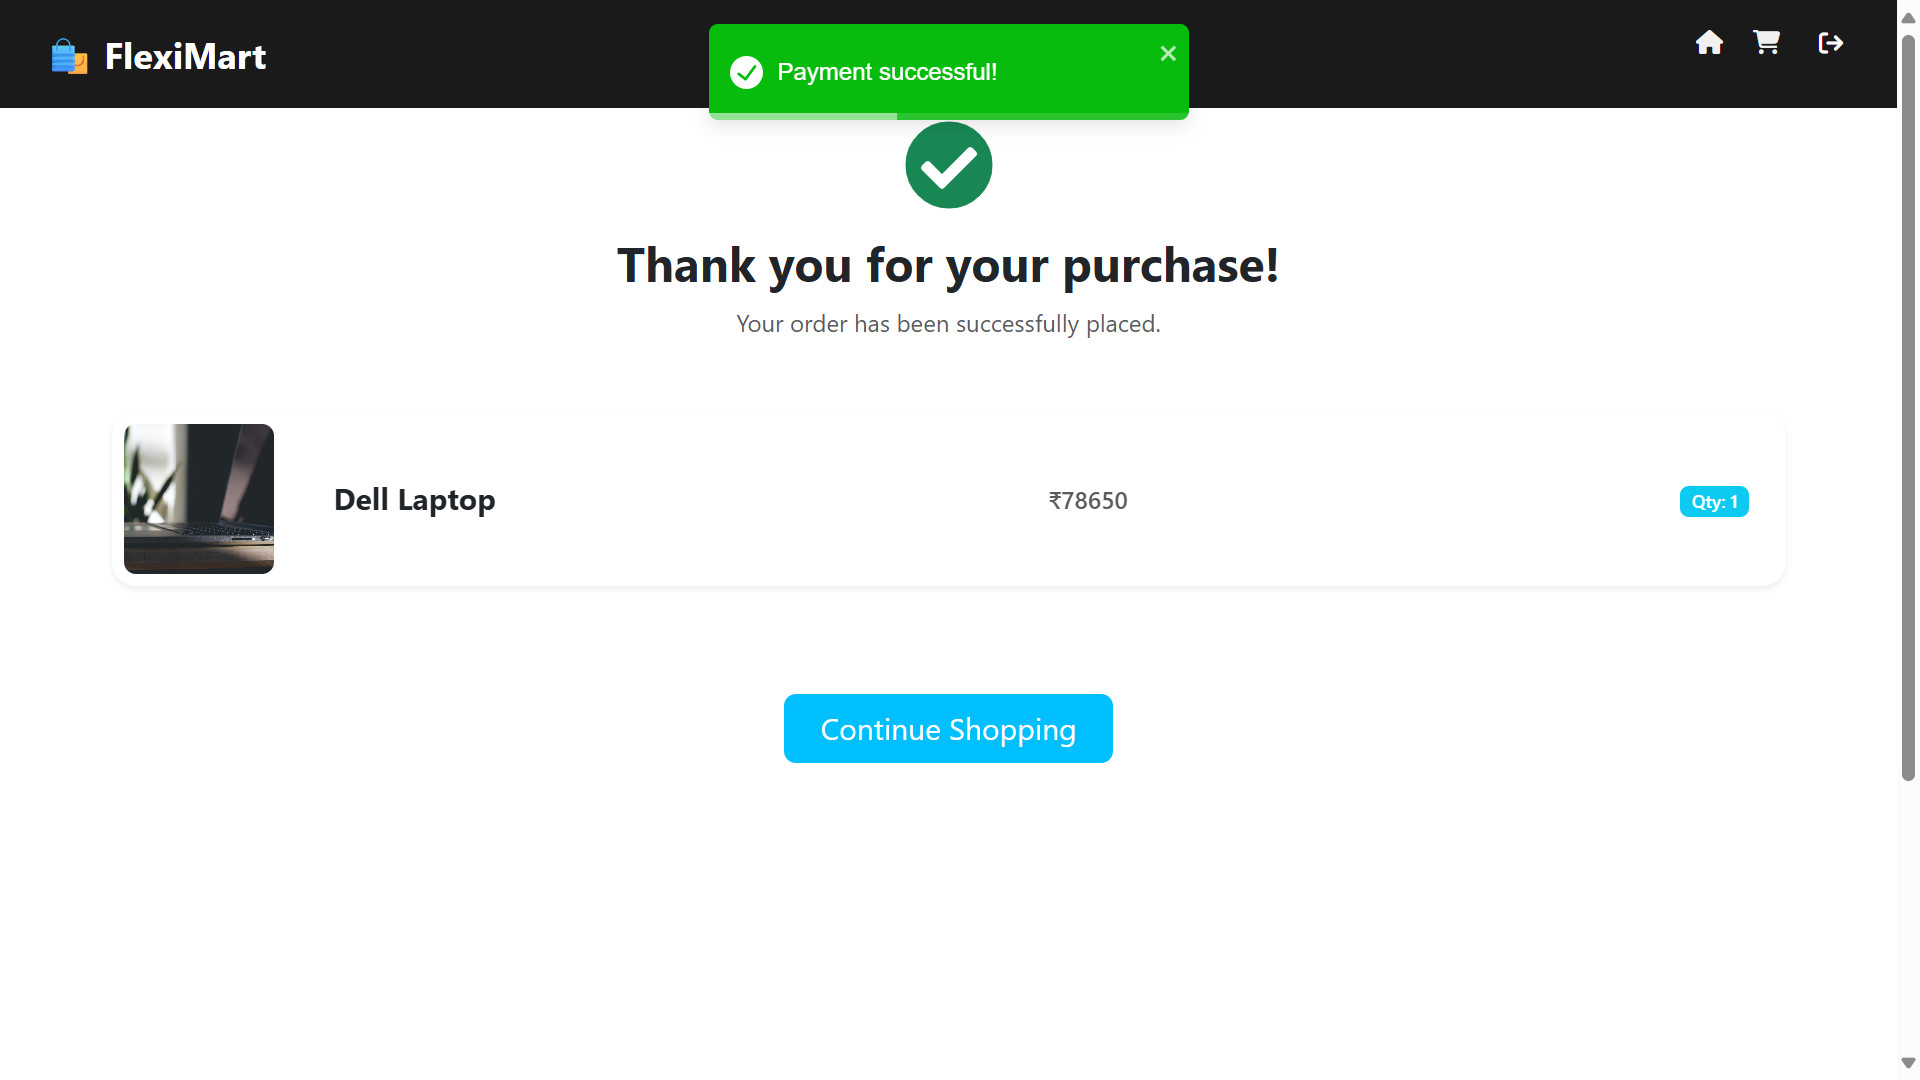 FlexiMart
Payment successful!
Thank you for your purchase!
Your order has been successfully placed.
Dell Laptop
₹78650
Qty: 1
Continue Shopping